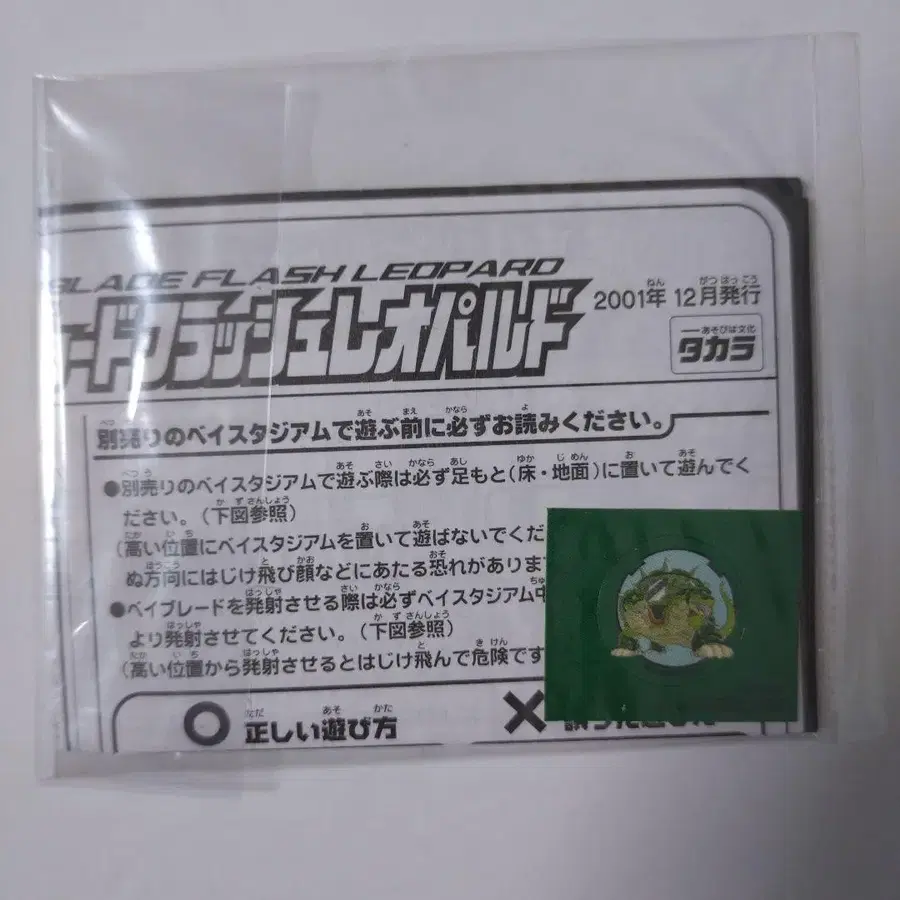 BLADE FLASH LEOPARD
ードフラッシュレオパルド
2001年 12月発行
あそびは文化
タカラ
別売りのベイスタジアムで遊ぶ前に必ずお読みください。
●別売りのベイスタジアムで遊ぶ際は必ず足もと(床・地面)に置いて遊んでく
ださい。(下図参照)
(高い位置にベイスタジアムを置いて遊ばないでくだ
ぬ方向にはじけ飛び顔などにあたる恐れがありま
●ベイブレードを発射させる際は必ずベイスタジアム中
より発射させてください。(下図参照)
(高い位置から発射させるとはじけ飛んで危険です
○ 正しい遊び方
×